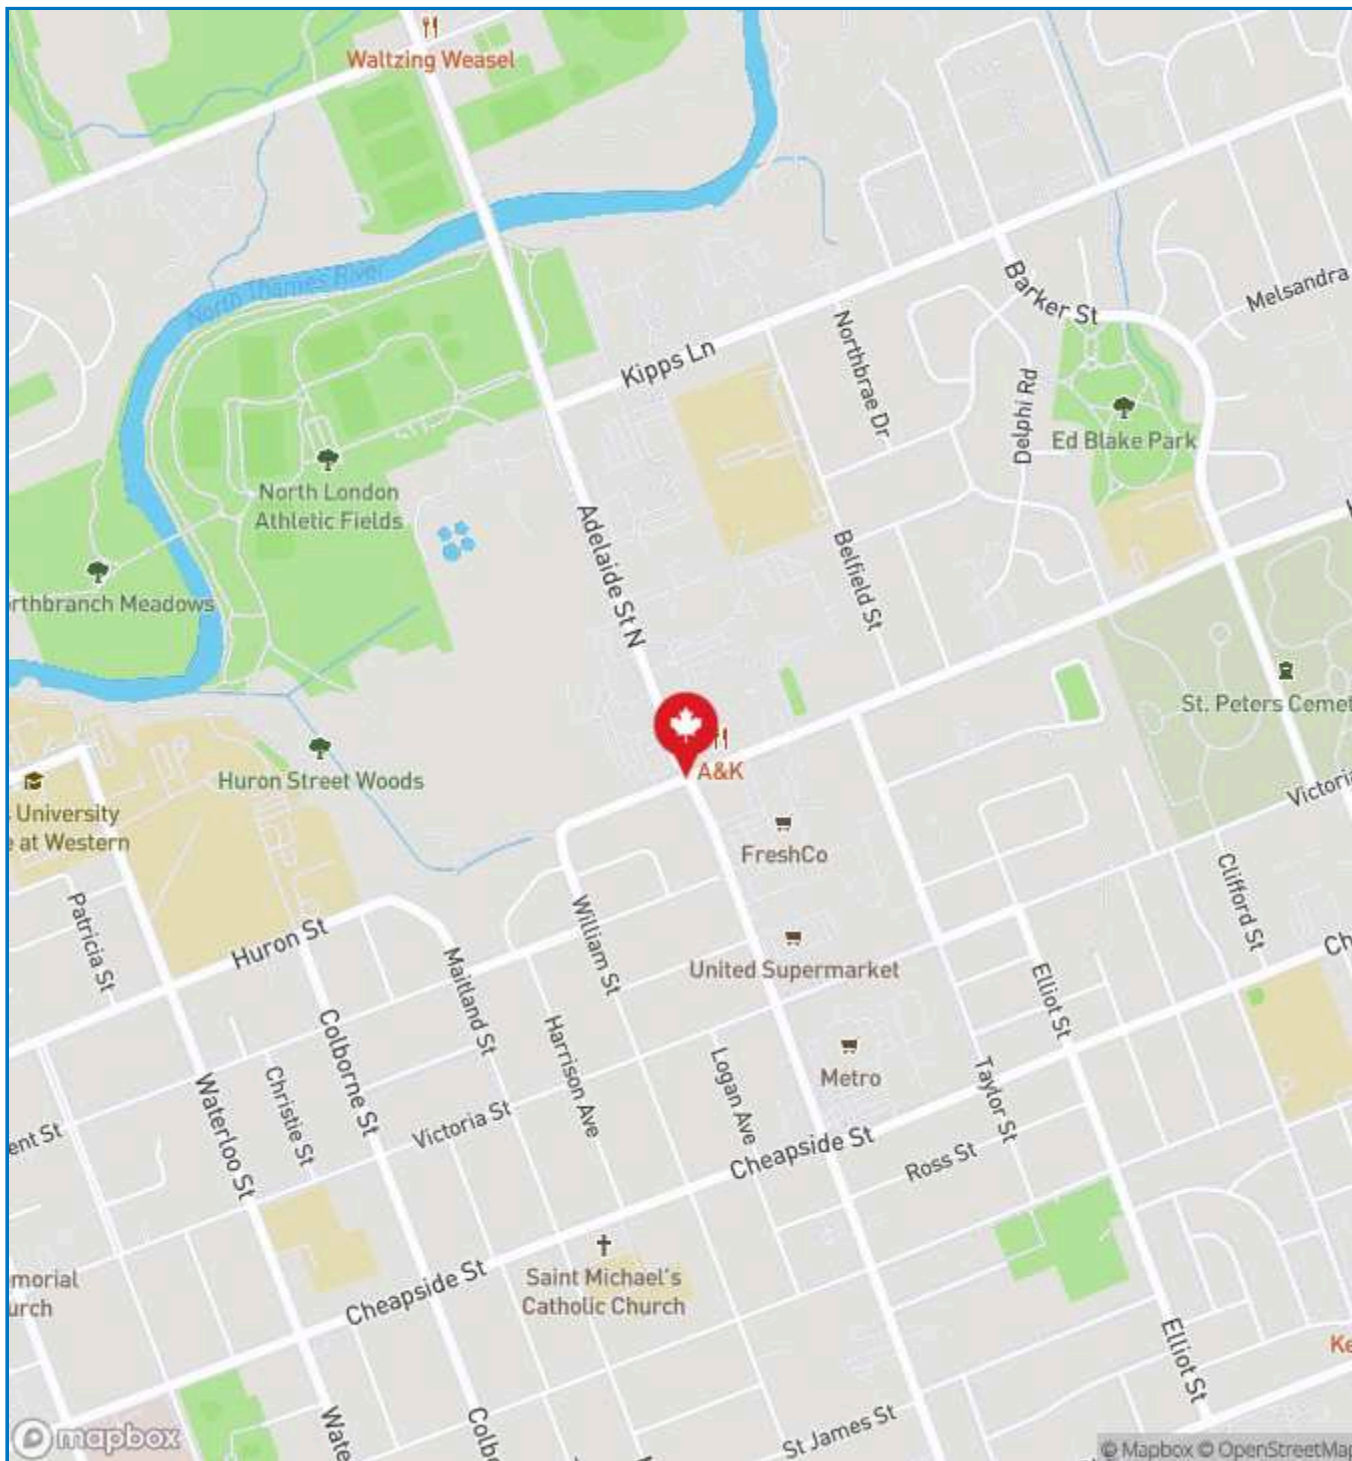 Waltzing Weasel
North Thames River
Barker St
Melsandra
Kipps Ln
Northbrae Dr
Delphi Rd
Ed Blake Park
North London
Athletic Fields
Adelaide St N
Belfield St
rthbranch Meadows
St. Peters Cemet
Huron Street Woods
A&K
University
e at Western
Victoria
FreshCo
Clifford St
Patricia St
William St
Huron St
Maitland St
United Supermarket
Ch
Elliot St
Colborne St
Harrison Ave
Logan Ave
Metro
Taylor St
Christie St
Waterloo St
Victoria St
ent St
Cheapside St
Ross St
morial
urch
Saint Michael's
Catholic Church
Cheapside St
Elliot St
Ke
Wate
Colb
St James St
mapbox
© Mapbox © OpenStreetMap